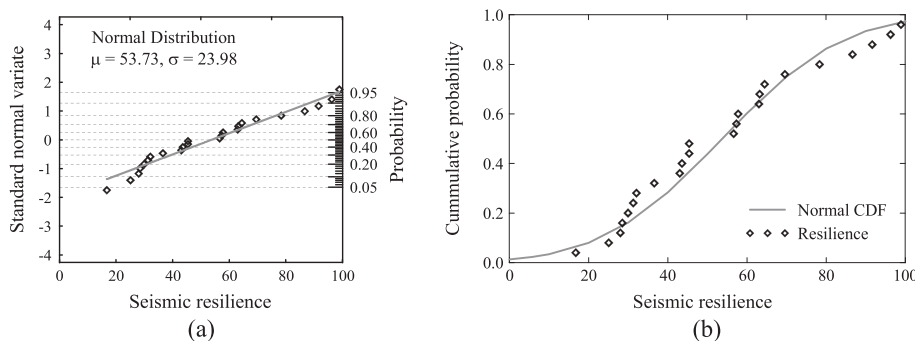 Normal Distribution
μ = 53.73, σ = 23.98
Standard normal variate
4
3
2
1
0
-1
-2
-3
-4
0.95
0.80
0.60
0.40
0.20
0.05
Probability
0 20 40 60 80 100
Seismic resilience
(a)
Cummulative probability
1.0
0.8
0.6
0.4
0.2
0.0
Normal CDF
Resilience
0 20 40 60 80 100
Seismic resilience
(b)